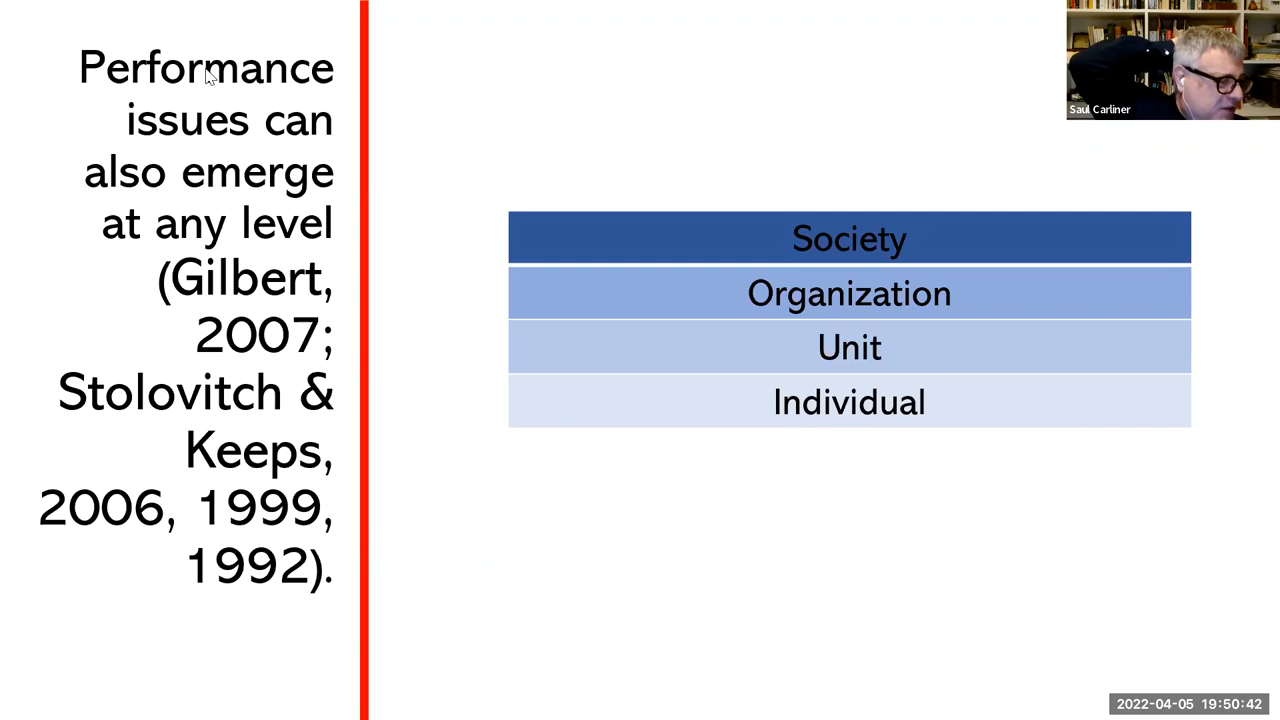 Performance
issues can
also emerge
at any level
(Gilbert,
2007;
Stolovitch &
Keeps,
2006, 1999,
1992).
Society
Organization
Unit
Individual
Saul Carliner
2022-04-05 19:50:42